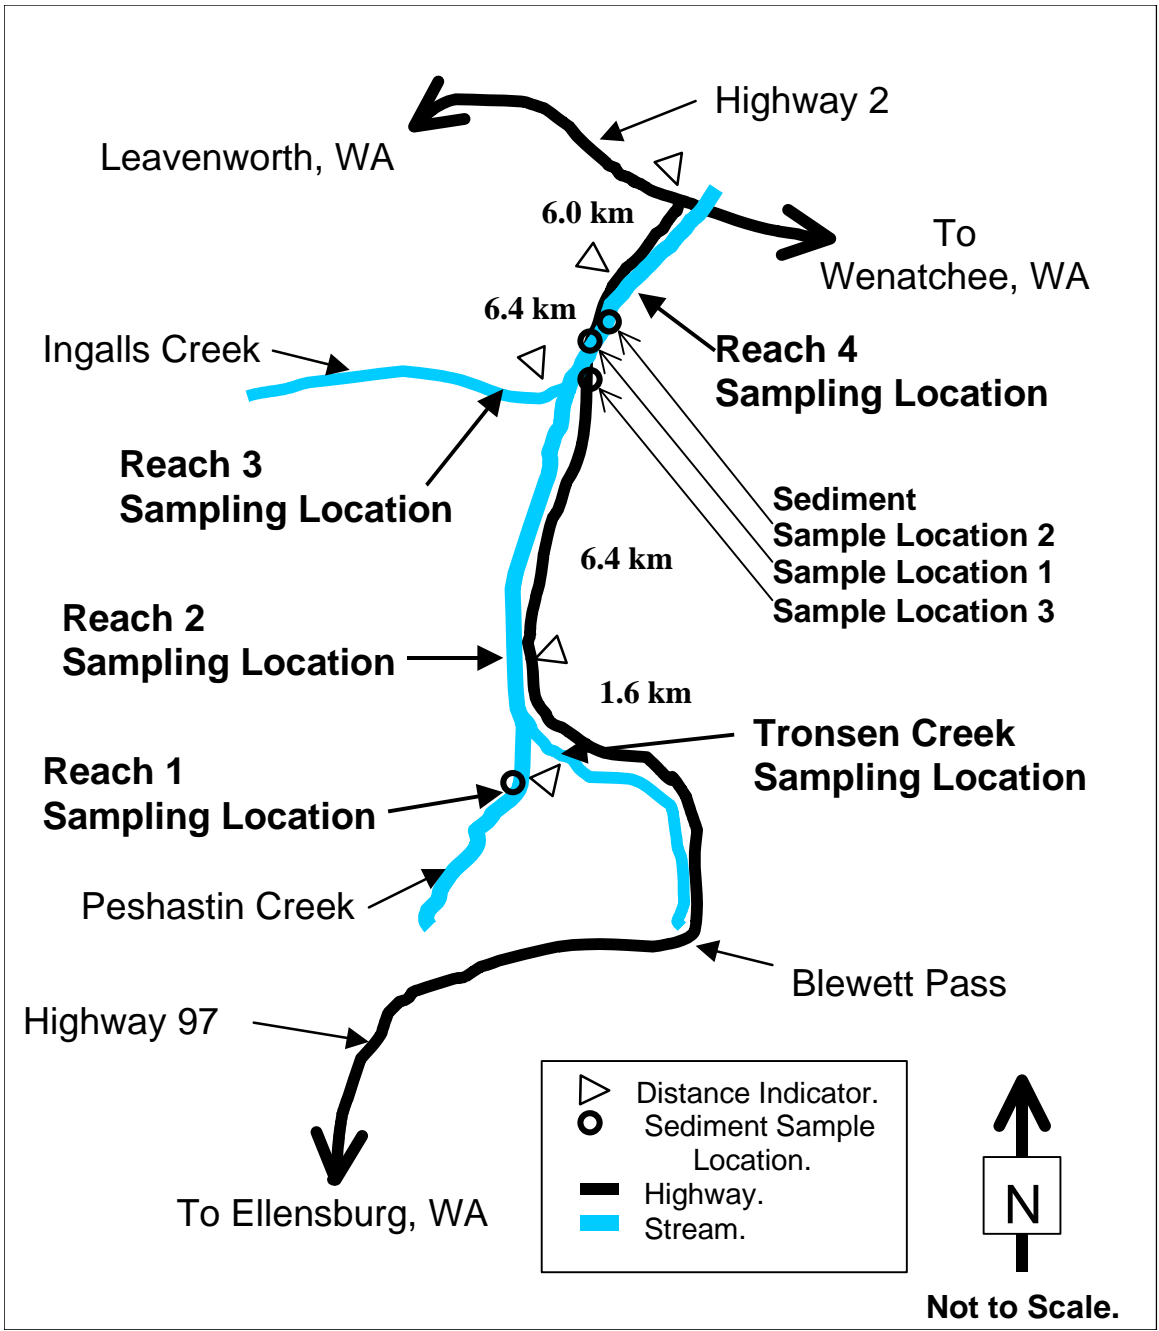 Highway 2
Leavenworth, WA
6.0 km
To
Wenatchee, WA
6.4 km
Ingalls Creek
Reach 4
Sampling Location
Reach 3
Sampling Location
Sediment
Sample Location 2
Sample Location 1
Sample Location 3
6.4 km
Reach 2
Sampling Location
1.6 km
Tronsen Creek
Sampling Location
Reach 1
Sampling Location
Peshastin Creek
Blewett Pass
Highway 97
To Ellensburg, WA
Distance Indicator.
Sediment Sample
Location.
Highway.
Stream.
N
Not to Scale.